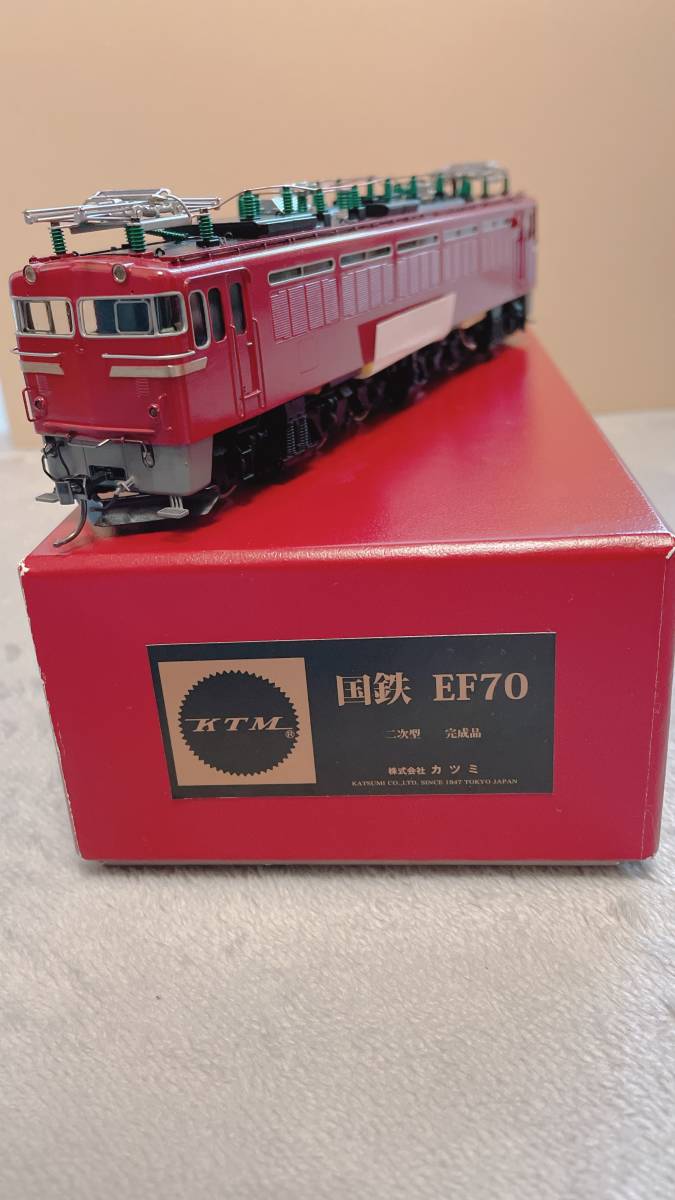 KTM®
国鉄 EF70
二次型 完成品
株式会社 カツミ
KATSUMI CO.,LTD. SINCE 1947 TOKYO JAPAN